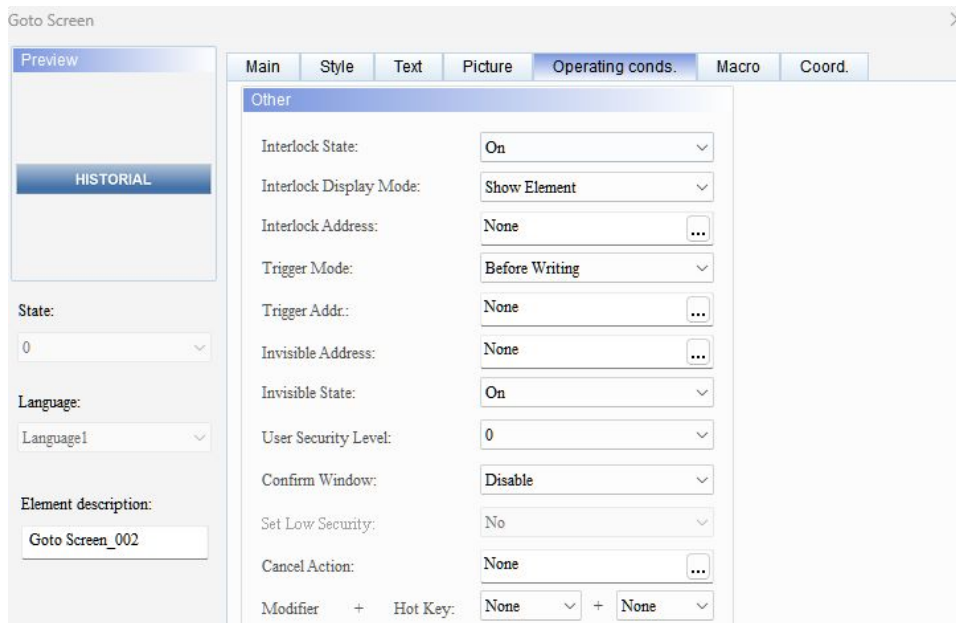 Goto Screen
Preview
HISTORIAL
State:
0
Language:
Language1
Element description:
Goto Screen_002
Main Style Text Picture Operating conds. Macro Coord.
Other
Interlock State: On
Interlock Display Mode: Show Element
Interlock Address: None ...
Trigger Mode: Before Writing
Trigger Addr.: None ...
Invisible Address: None ...
Invisible State: On
User Security Level: 0
Confirm Window: Disable
Set Low Security: No
Cancel Action: None ...
Modifier + Hot Key: None + None